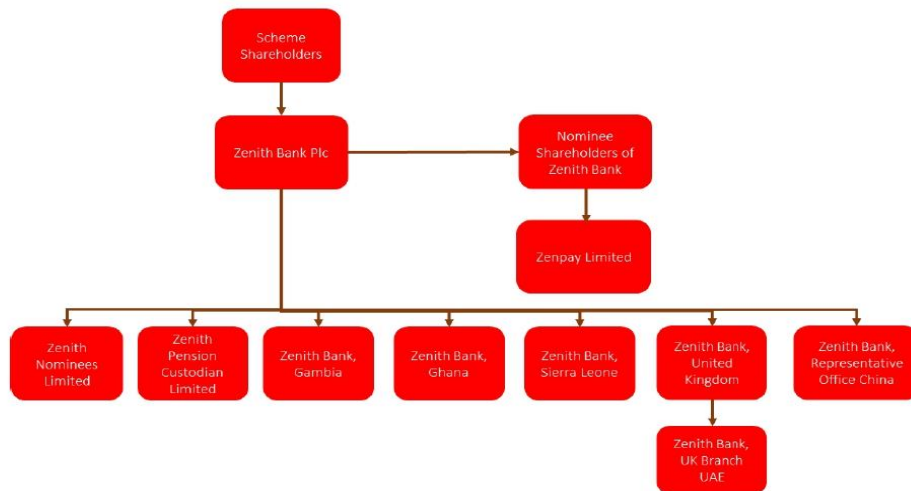 Scheme
Shareholders
Zenith Bank Plc
Nominee
Shareholders of
Zenith Bank
Zenpay Limited
Zenith
Nominees
Limited
Zenith
Pension
Custodian
Limited
Zenith Bank,
Gambia
Zenith Bank,
Ghana
Zenith Bank,
Sierra Leone
Zenith Bank,
United
Kingdom
Zenith Bank,
Representative
Office China
Zenith Bank,
UK Branch
UAE